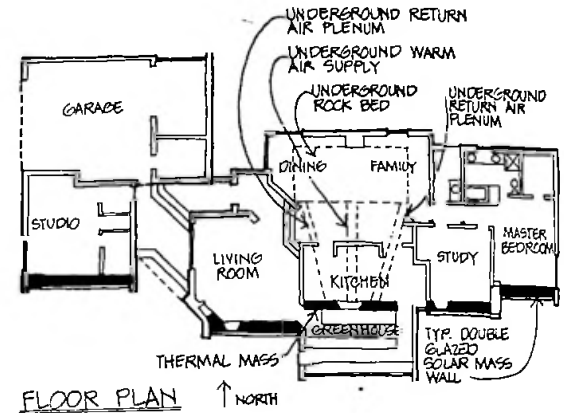 UNDERGROUND RETURN
AIR PLENUM
UNDERGROUND WARM
AIR SUPPLY
UNDERGROUND
ROCK BED
UNDERGROUND
RETURN AIR
PLENUM
GARAGE
DINING
FAMILY
STUDIO
LIVING
ROOM
KITCHEN
STUDY
MASTER
BEDROOM
GREENHOUSE
THERMAL MASS
TYP. DOUBLE
GLAZED
SOLAR MASS
WALL
FLOOR PLAN
NORTH